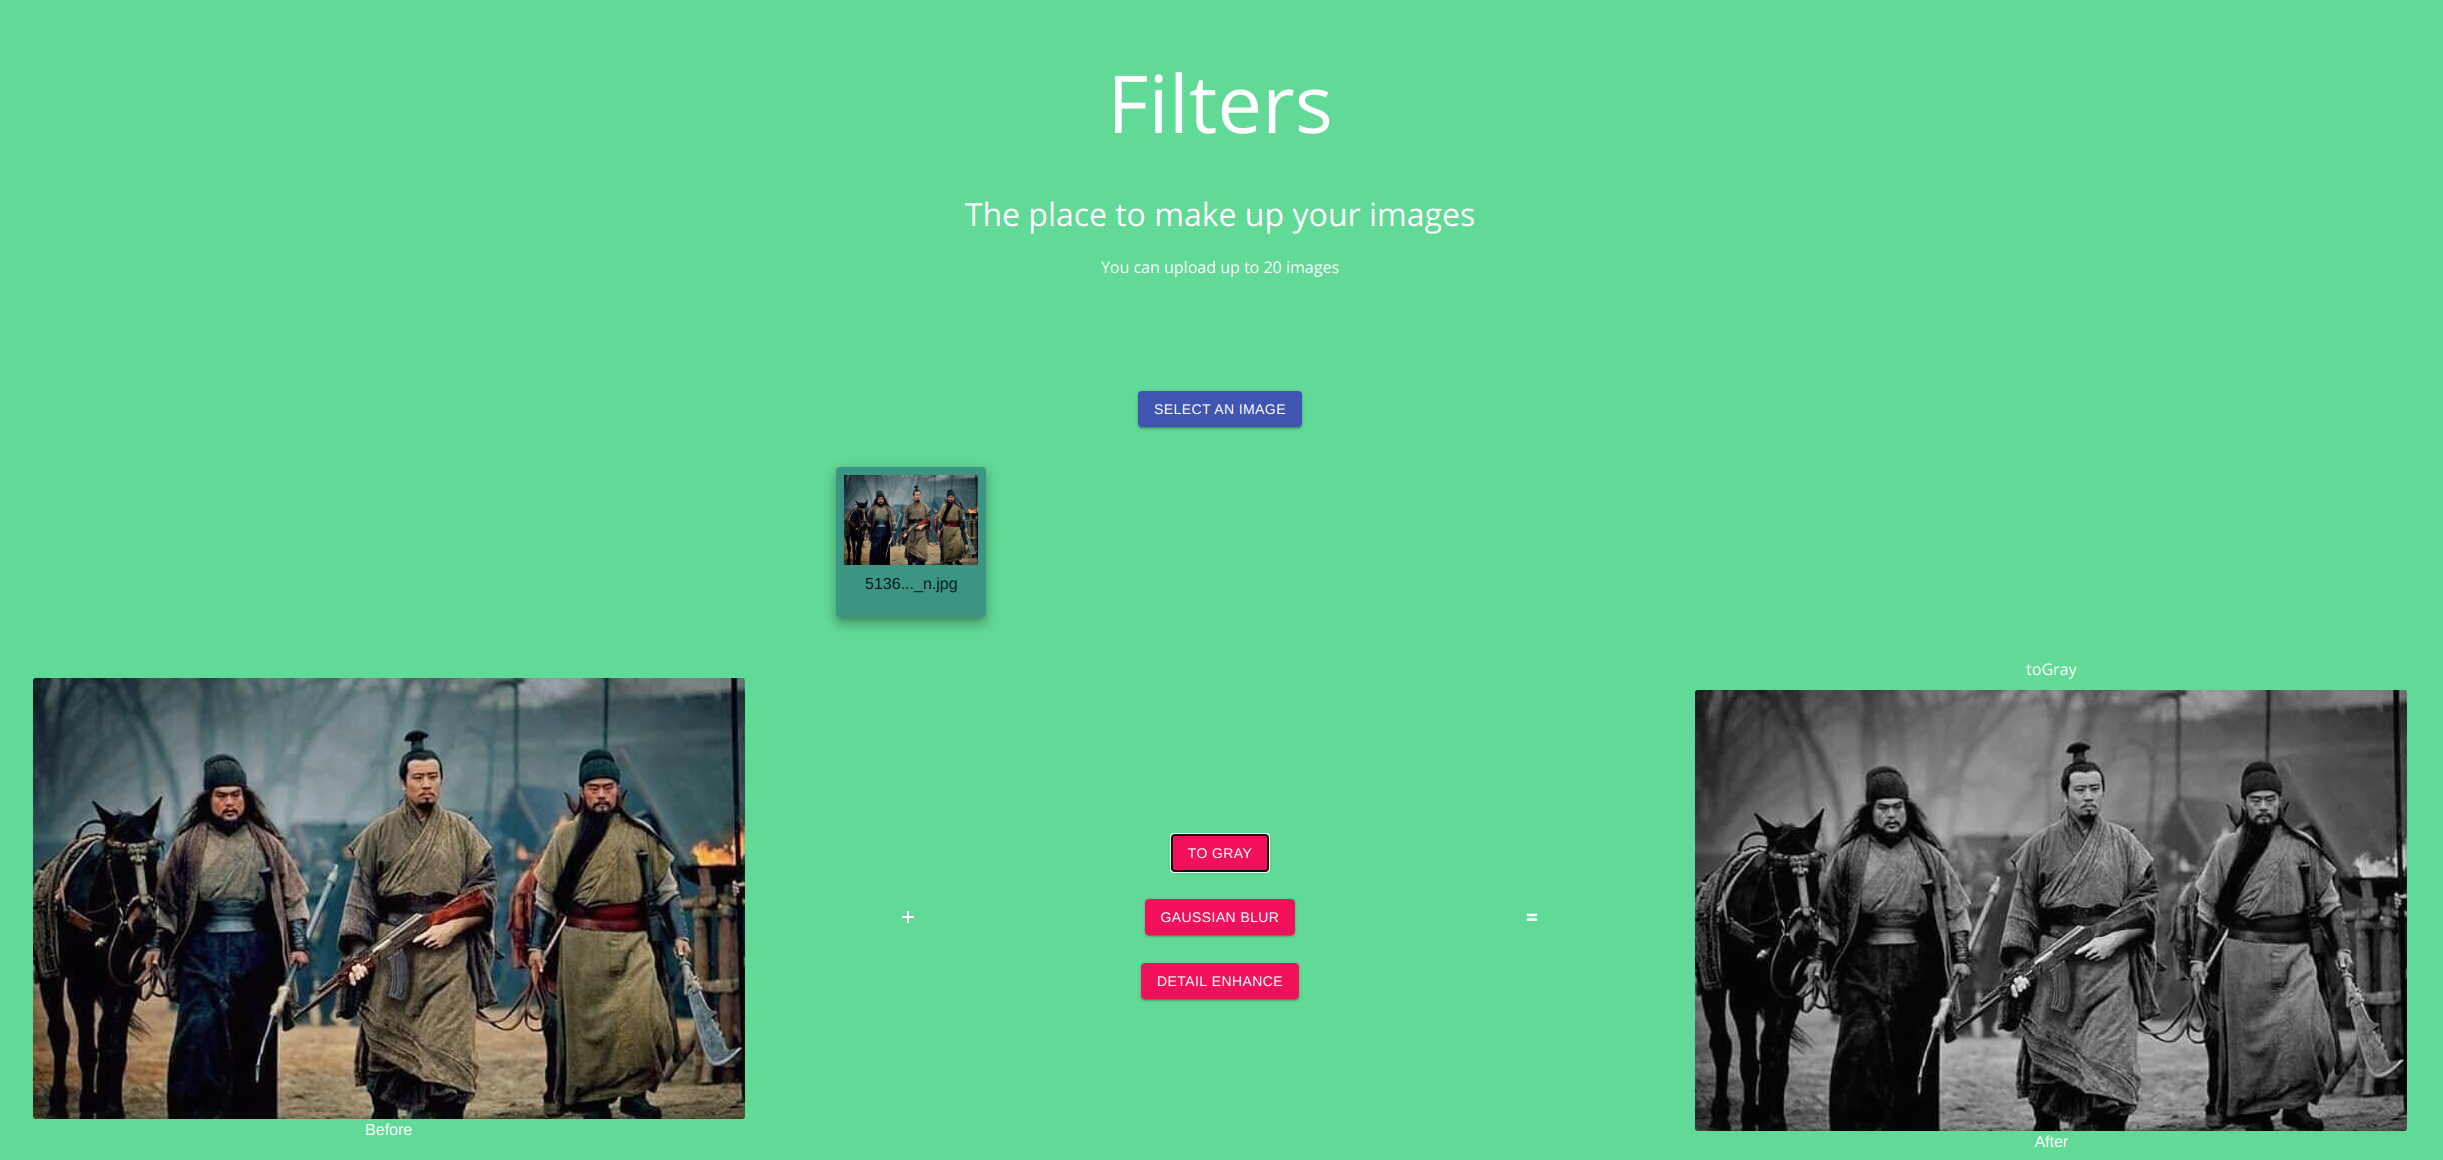 Filters
The place to make up your images
You can upload up to 20 images
SELECT AN IMAGE
5136..._n.jpg
Before
+
TO GRAY
GAUSSIAN BLUR
DETAIL ENHANCE
=
toGray
After